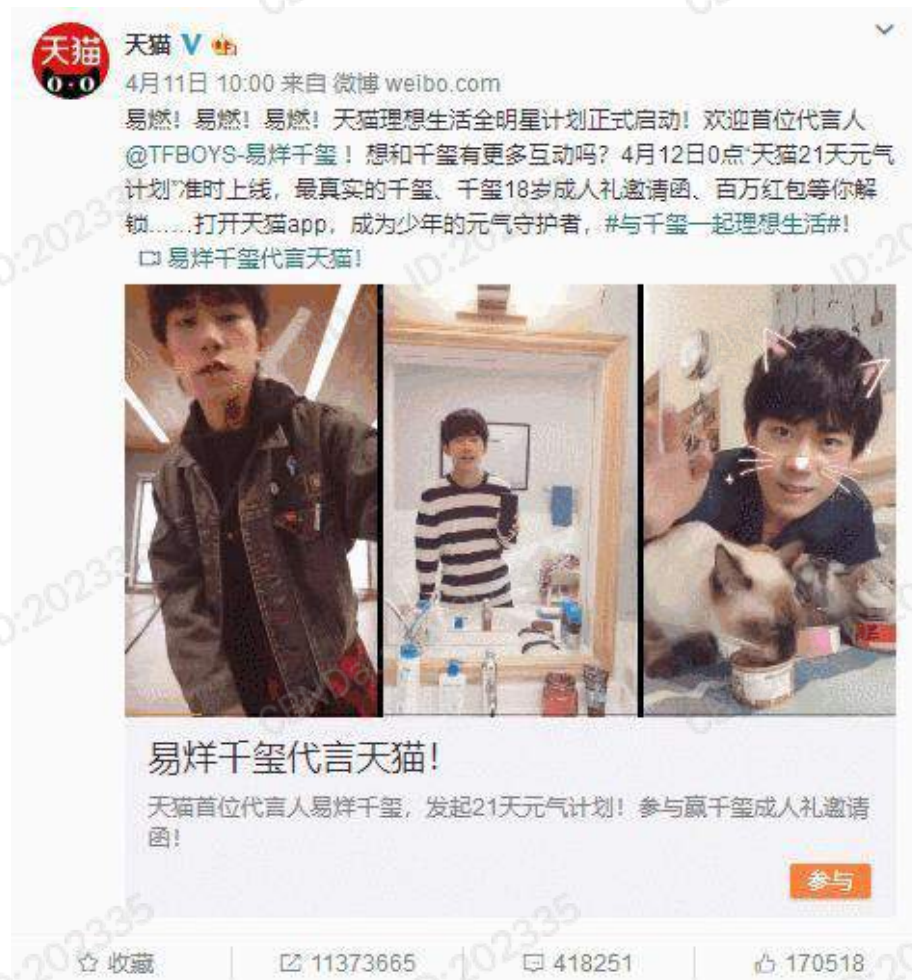 天猫
天猫
4月11日 10:00 来自 微博 weibo.com
易燃！易燃！易燃！天猫理想生活全明星计划正式启动！欢迎首位代言人
@TFBOYS-易烊千玺！想和千玺有更多互动吗？4月12日0点“天猫21天元气
计划”准时上线，最真实的千玺、千玺18岁成人礼邀请函、百万红包等你解
锁......打开天猫app，成为少年的元气守护者，#与千玺一起理想生活#！
易烊千玺代言天猫！
易烊千玺代言天猫！
天猫首位代言人易烊千玺，发起21天元气计划！参与赢千玺成人礼邀请
函！
参与
收藏 11373665 418251 170518